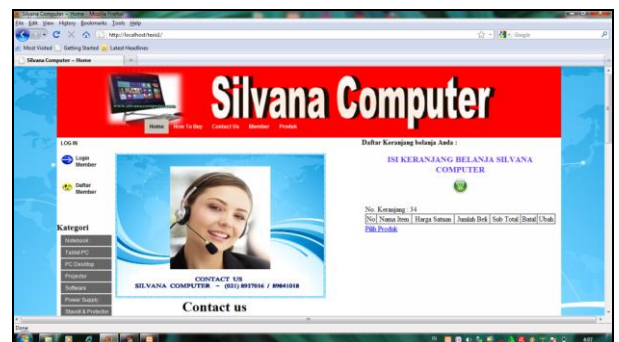 Silvana Computer - Home - Mozilla Firefox
File Edit View History Bookmarks Tools Help
http://localhost/tesis2/
Google
Most Visited Getting Started Latest Headlines
Silvana Computer - Home
Silvana Computer
Home How To Buy Contact Us Member Produk
LOG IN
Login
Member
Daftar
Member
Kategori
Notebook
Tablet PC
PC Desktop
Projector
Software
Power Supply
CONTACT US
SILVANA COMPUTER - (021) 8937016 / 89841018
Contact us
Daftar Keranjang belanja Anda :
ISI KERANJANG BELANJA SILVANA
COMPUTER
No. Keranjang : 34
No Nama Item Harga Satuan Jumlah Beli Sub Total Batal Ubah
Pilih Produk
Done
4:07